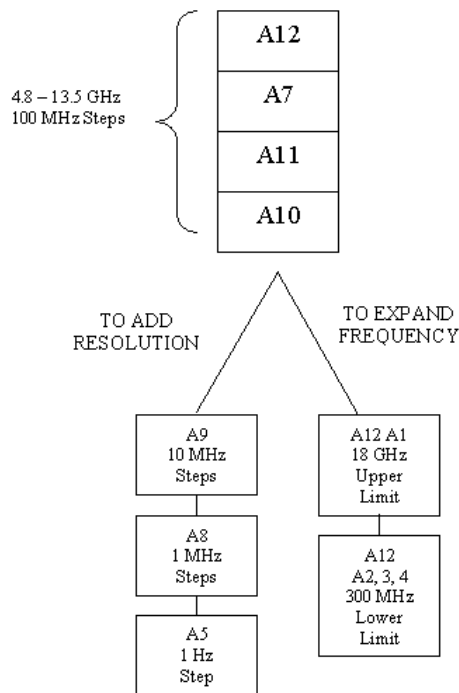 A12
4.8 – 13.5 GHz
100 MHz Steps
A7
A11
A10
TO ADD
RESOLUTION
TO EXPAND
FREQUENCY
A9
10 MHz
Steps
A8
1 MHz
Steps
A5
1 Hz
Step
A12 A1
18 GHz
Upper
Limit
A12
A2, 3, 4
300 MHz
Lower
Limit